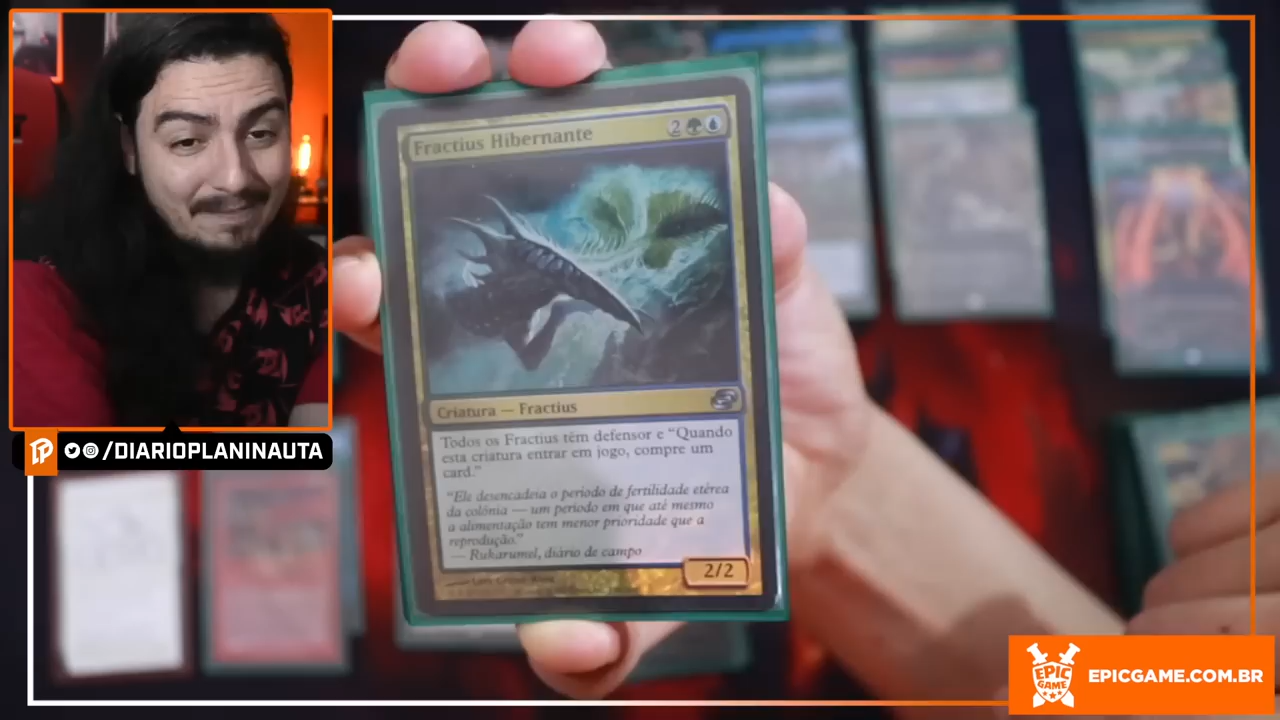 Fractius Hibernante
2
Criatura — Fractius
Todos os Fractius têm defensor e “Quando
esta criatura entrar em jogo, compre um
card.”
“Ele desencadeia o período de fertilidade etérea
da colônia — um período em que até mesmo
a alimentação tem menor prioridade que a
reprodução.”
— Rukarumel, diário de campo
2/2
/DIARIOPLANINAUTA
EPIC
GAME
EPICGAME.COM.BR